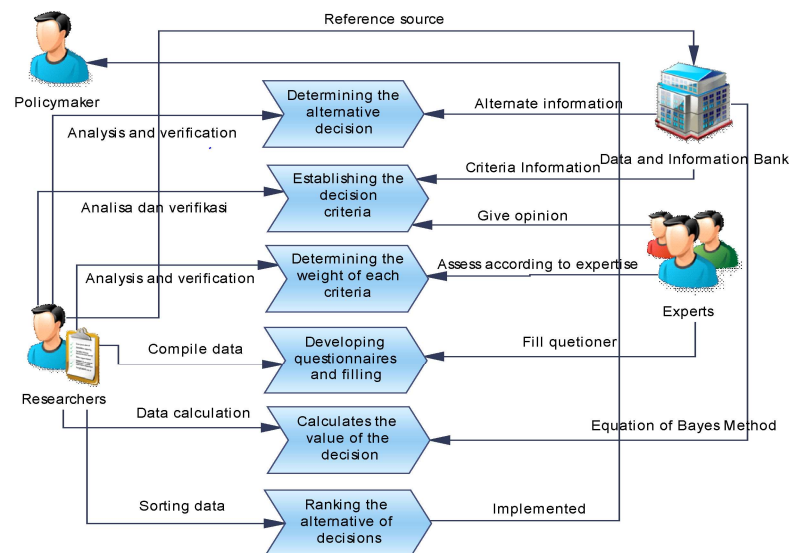 Reference source
Policymaker
Determining the
alternative
decision
Alternate information
Analysis and verification
Data and Information Bank
Establishing the
decision
criteria
Criteria Information
Analisa dan verifikasi
Give opinion
Determining the
weight of each
criteria
Assess according to expertise
Analysis and verification
Experts
Developing
questionnaires
and filling
Compile data
Fill quetioner
Researchers
Calculates the
value of the
decision
Data calculation
Equation of Bayes Method
Ranking the
alternative of
decisions
Sorting data
Implemented